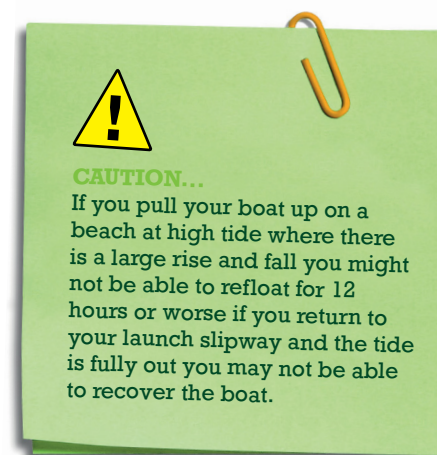 CAUTION...
If you pull your boat up on a
beach at high tide where there
is a large rise and fall you might
not be able to refloat for 12
hours or worse if you return to
your launch slipway and the tide
is fully out you may not be able
to recover the boat.